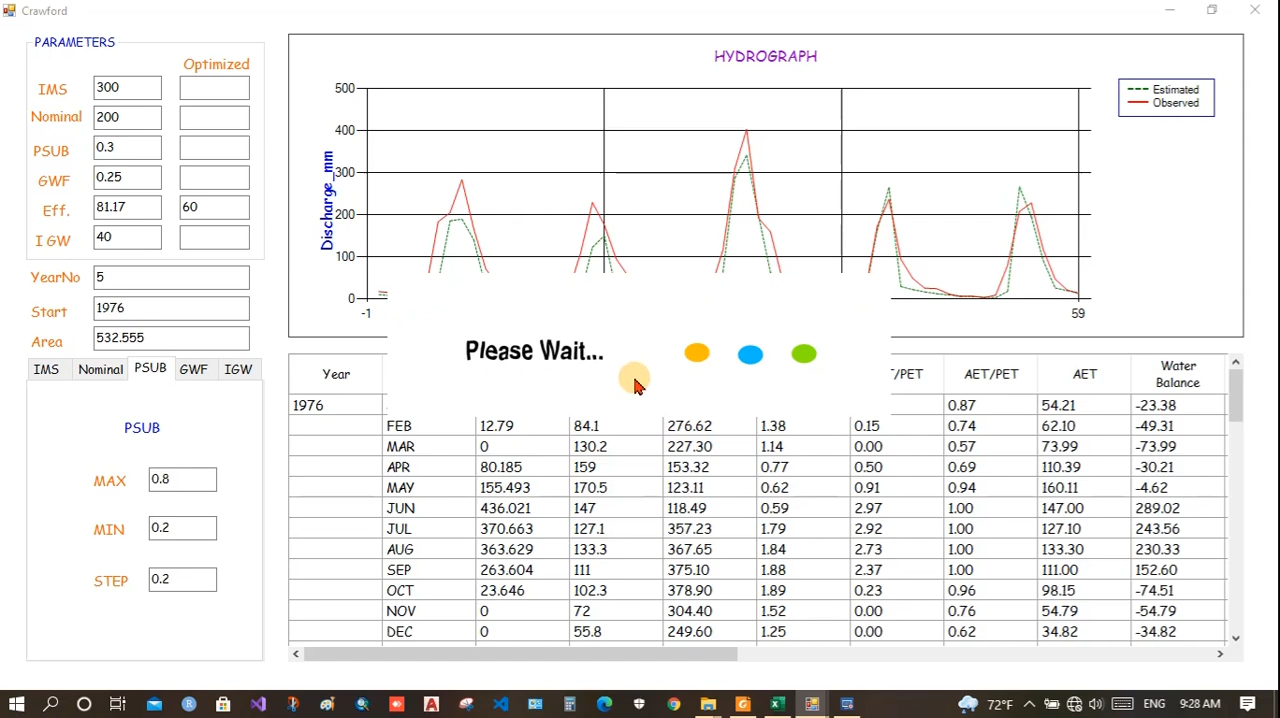 Crawford
PARAMETERS
Optimized
IMS 300
Nominal 200
PSUB 0.3
GWF 0.25
Eff. 81.17 60
I GW 40
YearNo 5
Start 1976
Area 532.555
IMS Nominal PSUB GWF IGW
PSUB
MAX 0.8
MIN 0.2
STEP 0.2
HYDROGRAPH
Estimated
Observed
Discharge_mm
500
400
300
200
100
0
-1 59
Please Wait...
Year /PET AET/PET AET Water Balance
1976 0.87 54.21 -23.38
FEB 12.79 84.1 276.62 1.38 0.15 0.74 62.10 -49.31
MAR 0 130.2 227.30 1.14 0.00 0.57 73.99 -73.99
APR 80.185 159 153.32 0.77 0.50 0.69 110.39 -30.21
MAY 155.493 170.5 123.11 0.62 0.91 0.94 160.11 -4.62
JUN 436.021 147 118.49 0.59 2.97 1.00 147.00 289.02
JUL 370.663 127.1 357.23 1.79 2.92 1.00 127.10 243.56
AUG 363.629 133.3 367.65 1.84 2.73 1.00 133.30 230.33
SEP 263.604 111 375.10 1.88 2.37 1.00 111.00 152.60
OCT 23.646 102.3 378.90 1.89 0.23 0.96 98.15 -74.51
NOV 0 72 304.40 1.52 0.00 0.76 54.79 -54.79
DEC 0 55.8 249.60 1.25 0.00 0.62 34.82 -34.82
72°F ENG 9:28 AM